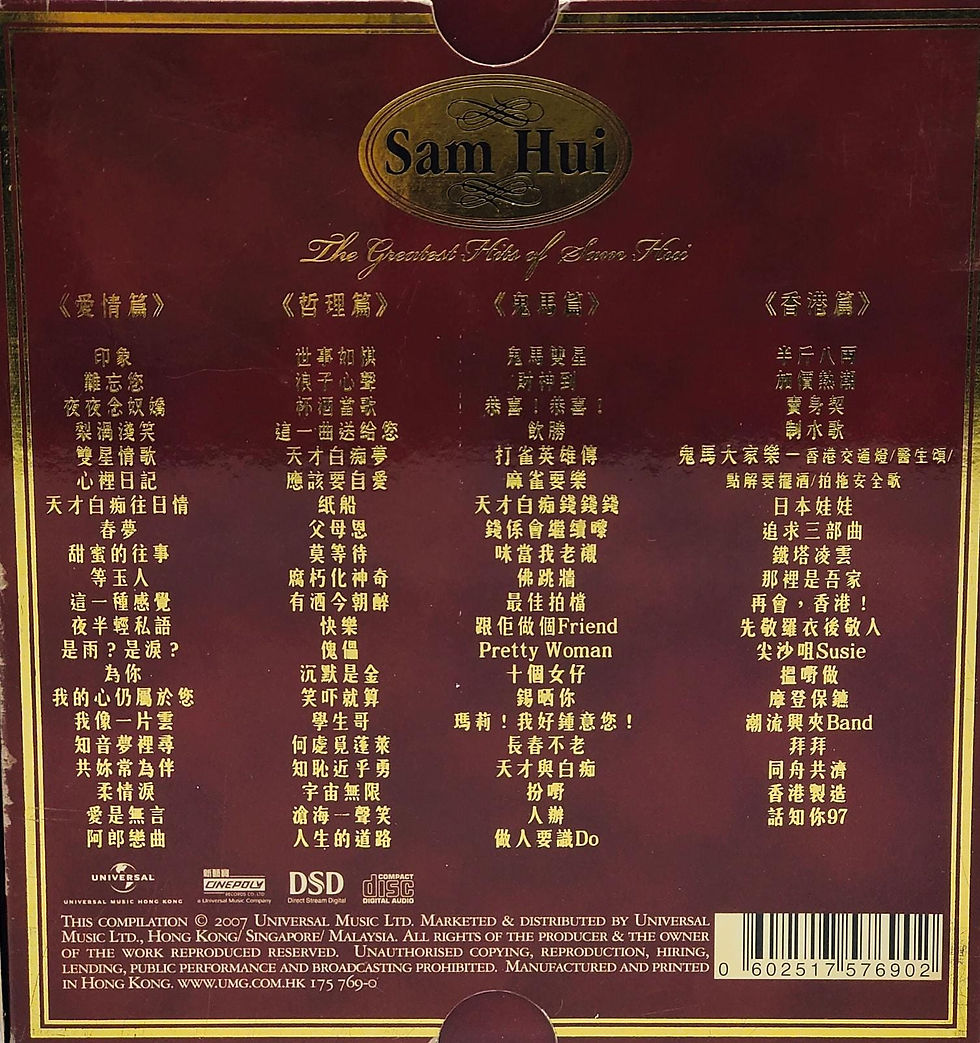 Sam Hui
The Greatest Hits of Sam Hui
《愛情篇》
印象
難忘您
夜夜念奴嬌
梨渦淺笑
雙星情歌
心裡日記
天才白痴往日情
春夢
甜蜜的往事
等玉人
這一種感覺
夜半輕私語
是雨？是淚？
為你
我的心仍屬於您
我像一片雲
知音夢裡尋
共妳常為伴
柔情淚
愛是無言
阿郎戀曲
《哲理篇》
世事如棋
浪子心聲
杯酒當歌
這一曲送給您
天才白痴夢
應該要自愛
紙船
父母恩
莫等待
腐朽化神奇
有酒今朝醉
快樂
傀儡
沉默是金
笑吓就算
學生哥
何處覓蓬萊
知恥近乎勇
宇宙無限
滄海一聲笑
人生的道路
《鬼馬篇》
鬼馬雙星
財神到
恭喜！恭喜！
飲勝
打雀英雄傳
麻雀耍樂
天才白痴錢錢錢
錢係會繼續嚟
咪當我老襯
佛跳牆
最佳拍檔
跟佢做個Friend
Pretty Woman
十個女仔
錫晒你
瑪莉！我好鍾意您！
長春不老
天才與白痴
扮嘢
人辦
做人要識Do
《香港篇》
半斤八兩
加價熱潮
賣身契
制水歌
鬼馬大家樂－香港交通燈/醫生頌/
點解要擺酒/拍拖安全歌
日本娃娃
追求三部曲
鐵塔凌雲
那裡是吾家
再會，香港！
先敬羅衣後敬人
尖沙咀Susie
搵嘢做
摩登保鑣
潮流興夾Band
拜拜
同舟共濟
香港製造
話知你97
UNIVERSAL
UNIVERSAL MUSIC HONG KONG
新藝寶
CINEPOLY
RECORDS CO. LTD
a Universal Music Company
DSD
Direct Stream Digital
COMPACT
disc
DIGITAL AUDIO
THIS COMPILATION © 2007 UNIVERSAL MUSIC LTD. MARKETED & DISTRIBUTED BY UNIVERSAL
MUSIC LTD., HONG KONG/ SINGAPORE/ MALAYSIA. ALL RIGHTS OF THE PRODUCER & THE OWNER
OF THE WORK REPRODUCED RESERVED. UNAUTHORISED COPYING, REPRODUCTION, HIRING,
LENDING, PUBLIC PERFORMANCE AND BROADCASTING PROHIBITED. MANUFACTURED AND PRINTED
IN HONG KONG. WWW.UMG.COM.HK 175 769-0
0 602517 576902